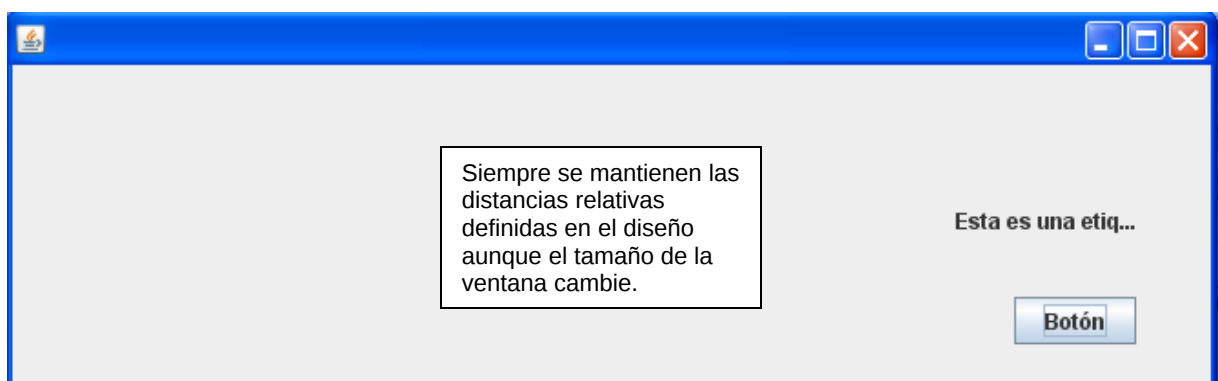 Siempre se mantienen las
distancias relativas
definidas en el diseño
aunque el tamaño de la
ventana cambie.
Esta es una etiq...
Botón